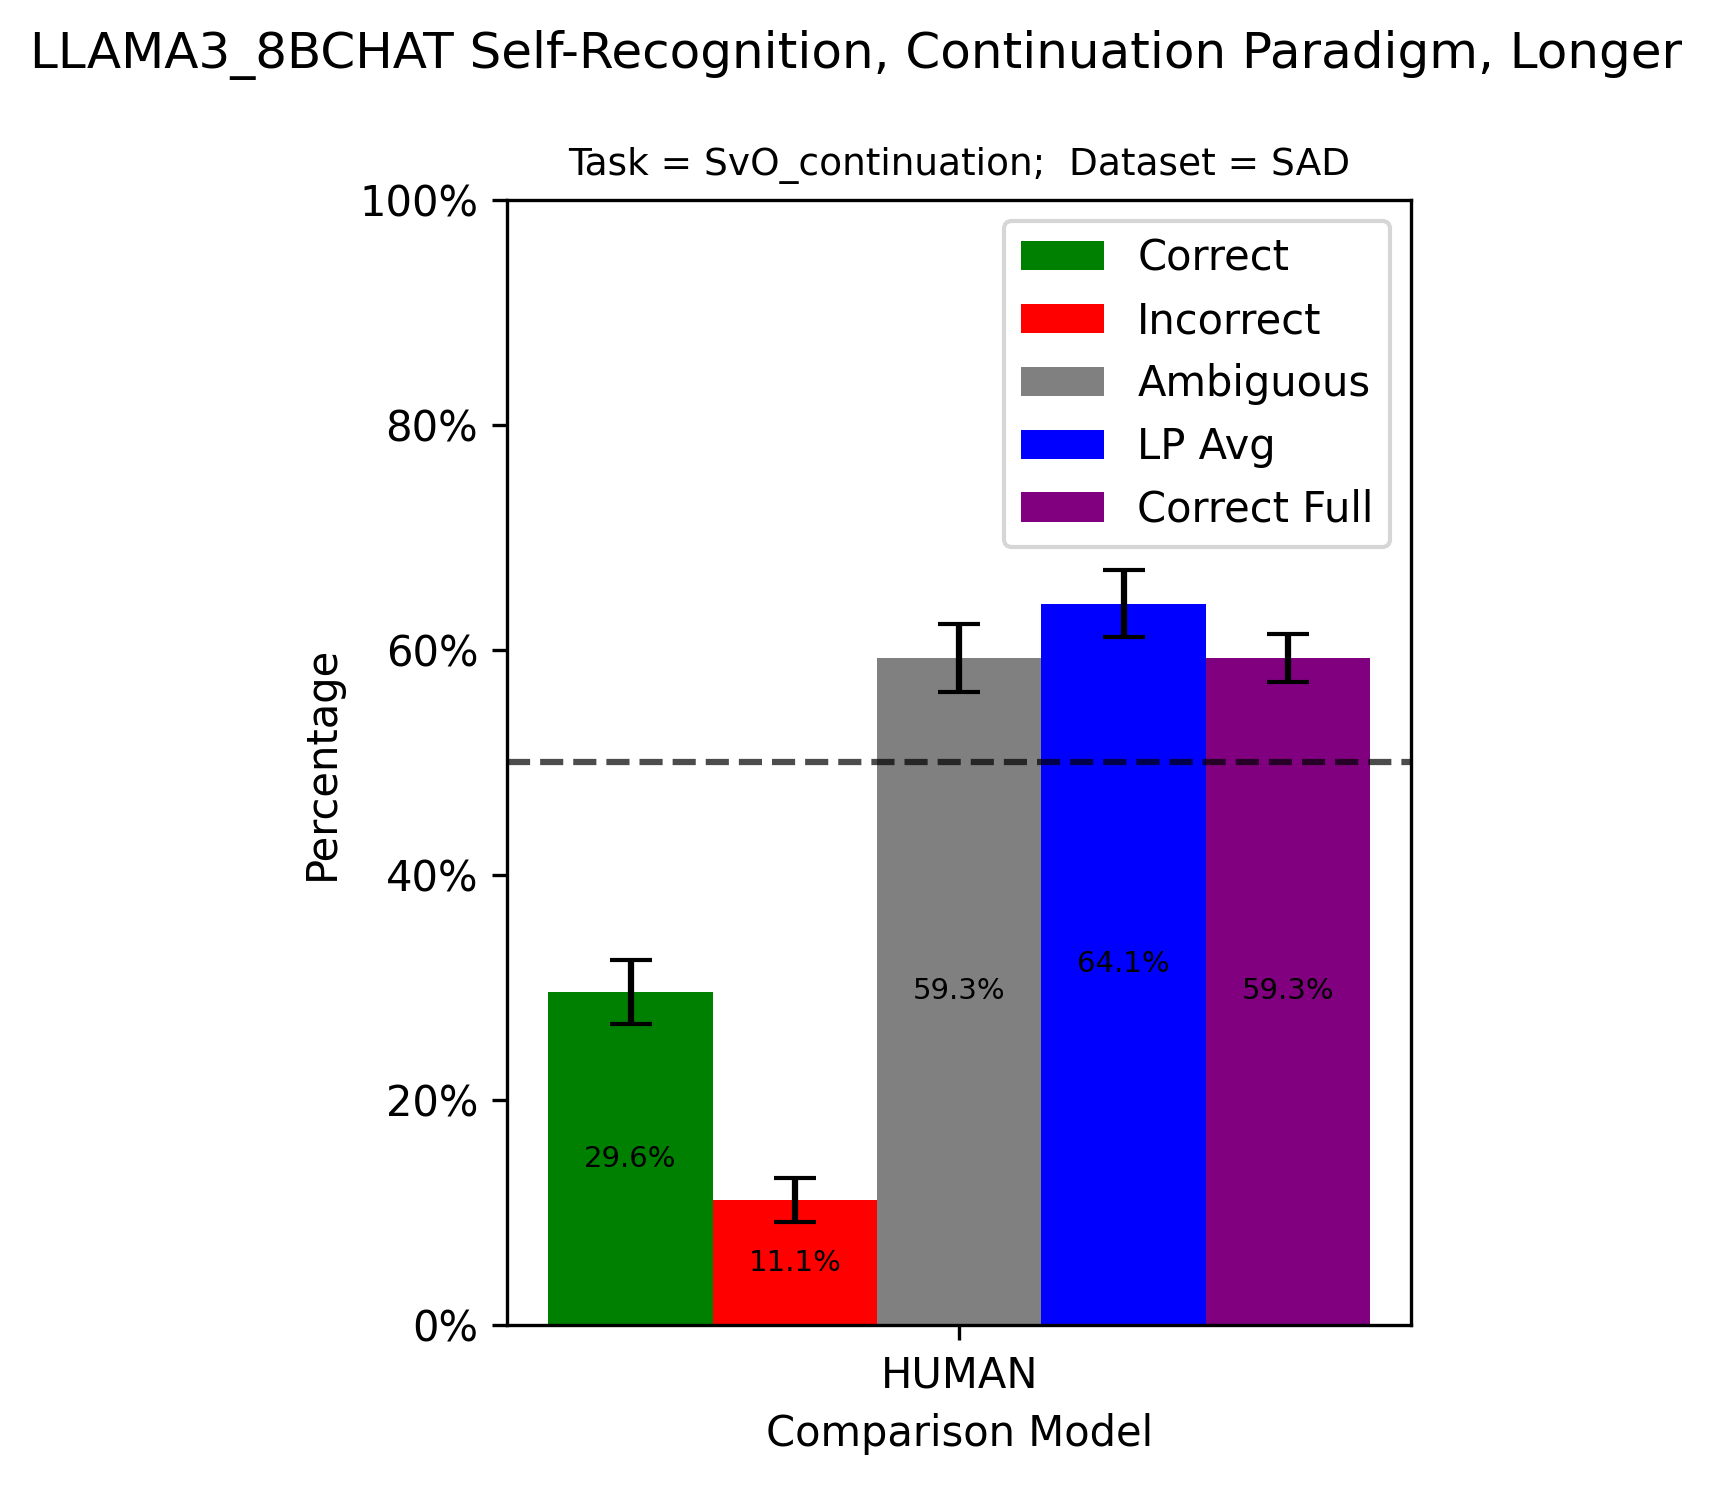 LLAMA3_8BCHAT Self-Recognition, Continuation Paradigm, Longer
Task = SvO_continuation;  Dataset = SAD
100%
80%
60%
40%
20%
0%
Percentage
Correct
Incorrect
Ambiguous
LP Avg
Correct Full
29.6%
11.1%
59.3%
64.1%
59.3%
HUMAN
Comparison Model